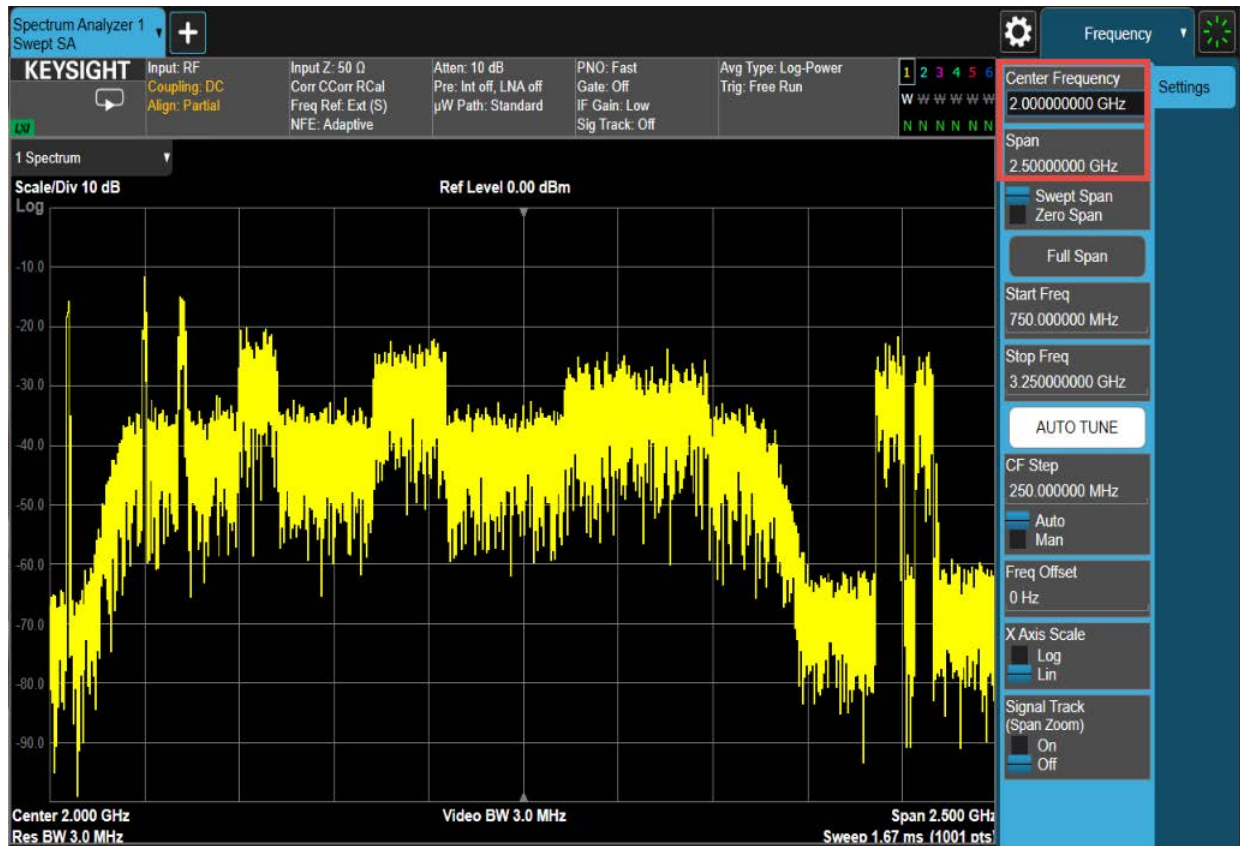 Spectrum Analyzer 1
Swept SA
+
Frequency
KEYSIGHT
LXI
Input: RF
Coupling: DC
Align: Partial
Input Z: 50 Ω
Corr CCorr RCal
Freq Ref: Ext (S)
NFE: Adaptive
Atten: 10 dB
Pre: Int off, LNA off
µW Path: Standard
PNO: Fast
Gate: Off
IF Gain: Low
Sig Track: Off
Avg Type: Log-Power
Trig: Free Run
1 2 3 4 5 6
W W W W W W
N N N N N N
1 Spectrum
Scale/Div 10 dB
Ref Level 0.00 dBm
Log
-10.0
-20.0
-30.0
-40.0
-50.0
-60.0
-70.0
-80.0
-90.0
Center 2.000 GHz
Video BW 3.0 MHz
Span 2.500 GHz
Res BW 3.0 MHz
Sweep 1.67 ms (1001 pts)
Center Frequency
2.000000000 GHz
Span
2.50000000 GHz
Swept Span
Zero Span
Full Span
Start Freq
750.000000 MHz
Stop Freq
3.250000000 GHz
AUTO TUNE
CF Step
250.000000 MHz
Auto
Man
Freq Offset
0 Hz
X Axis Scale
Log
Lin
Signal Track
(Span Zoom)
On
Off
Settings